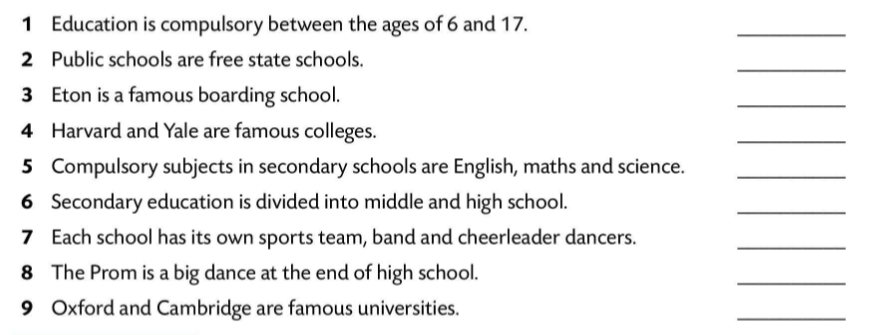 1 Education is compulsory between the ages of 6 and 17.
2 Public schools are free state schools.
3 Eton is a famous boarding school.
4 Harvard and Yale are famous colleges.
5 Compulsory subjects in secondary schools are English, maths and science.
6 Secondary education is divided into middle and high school.
7 Each school has its own sports team, band and cheerleader dancers.
8 The Prom is a big dance at the end of high school.
9 Oxford and Cambridge are famous universities.